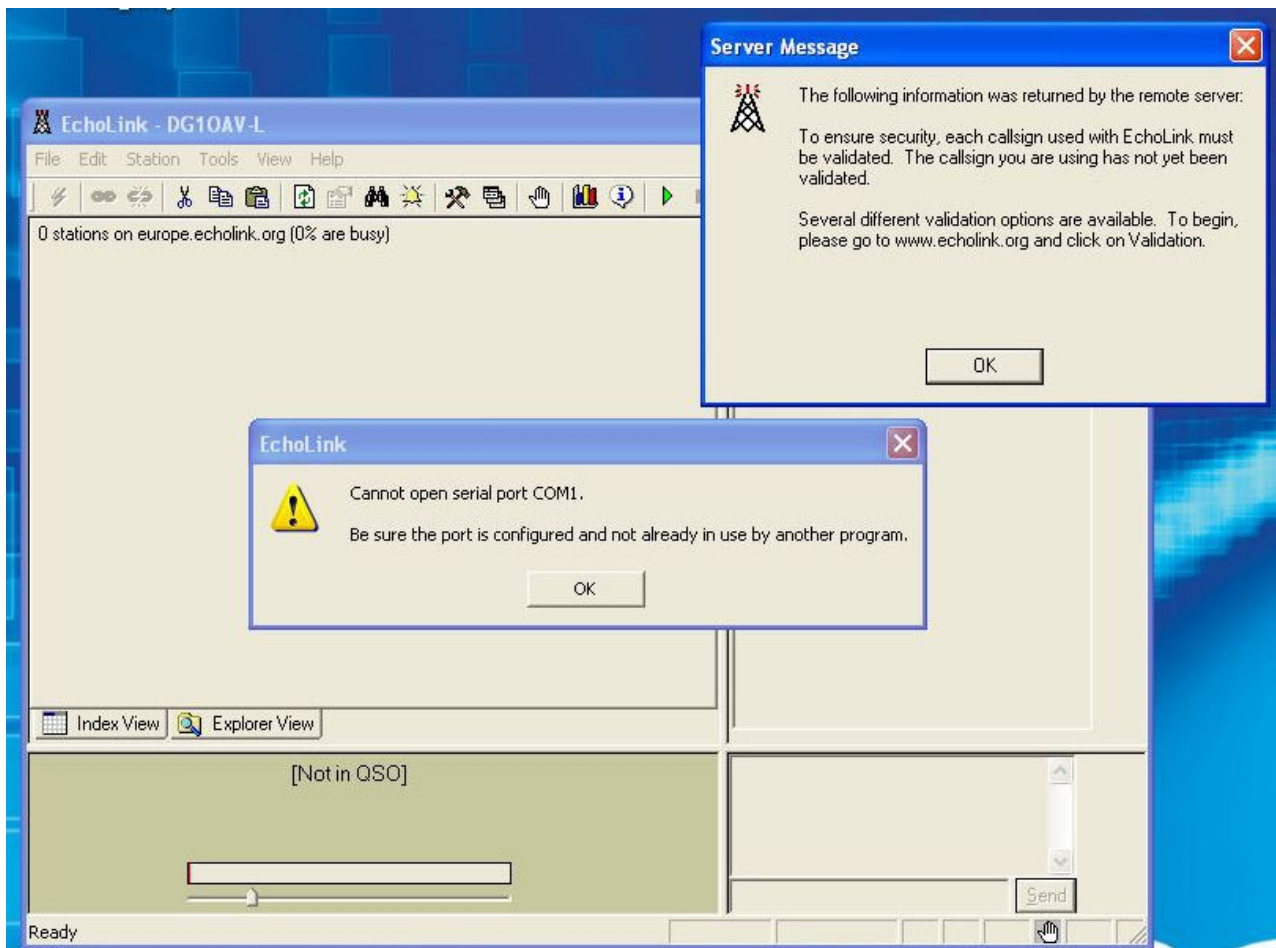 Server Message
The following information was returned by the remote server:
To ensure security, each callsign used with EchoLink must
be validated. The callsign you are using has not yet been
validated.
Several different validation options are available. To begin,
please go to www.echolink.org and click on Validation.
OK
EchoLink - DG1OAV-L
File Edit Station Tools View Help
0 stations on europe.echolink.org (0% are busy)
EchoLink
Cannot open serial port COM1.
Be sure the port is configured and not already in use by another program.
OK
Index View Explorer View
[Not in QSO]
Send
Ready